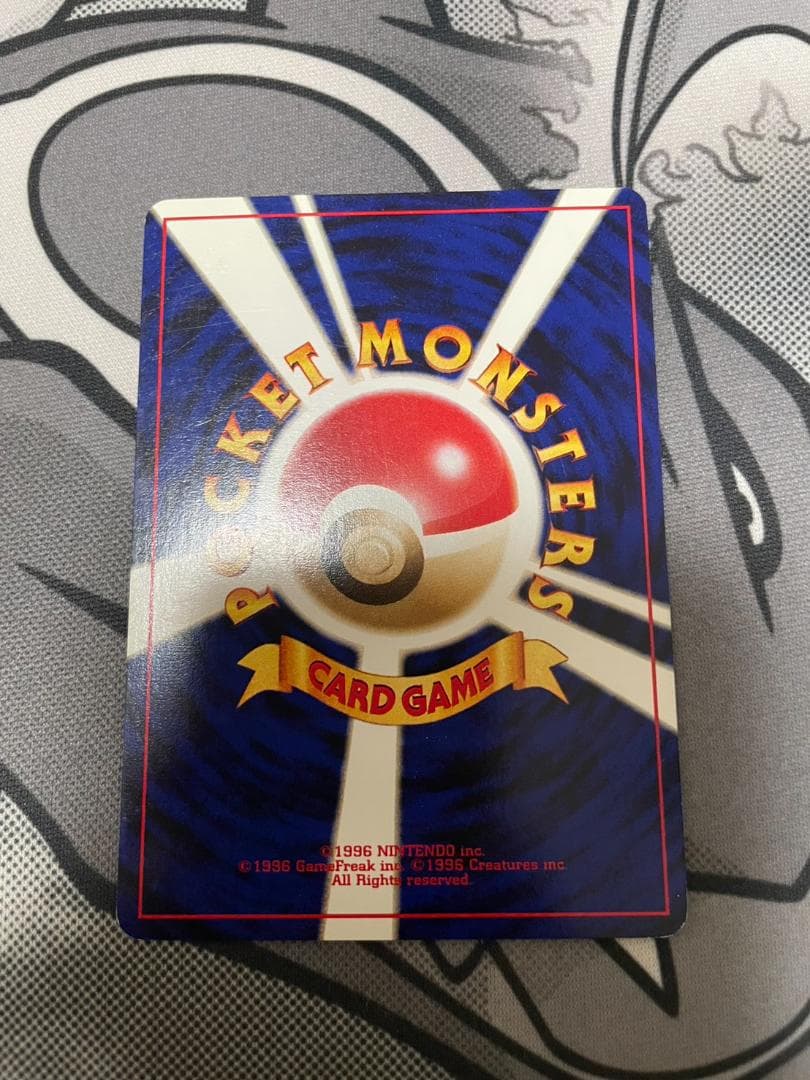 POCKET MONSTERS
CARD GAME
©1996 NINTENDO inc.
©1996 GameFreak inc. ©1996 Creatures inc.
All Rights reserved.